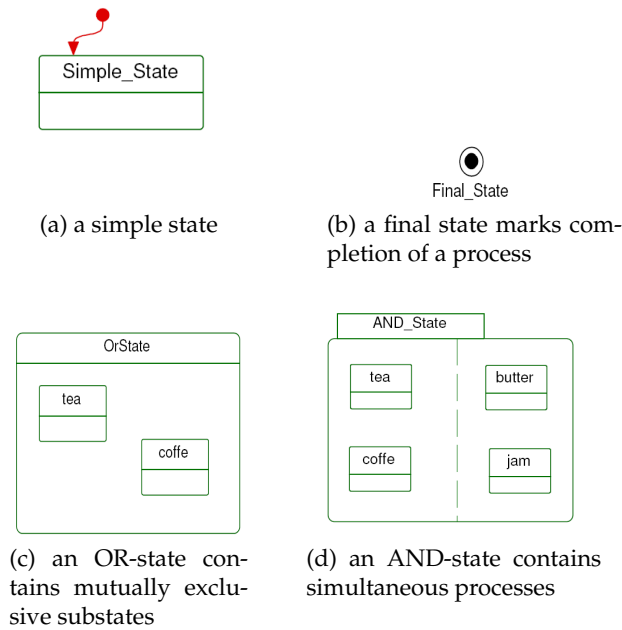 Simple_State
(a) a simple state
Final_State
(b) a final state marks com-
pletion of a process
OrState
tea
coffe
(c) an OR-state con-
tains mutually exclu-
sive substates
AND_State
tea
butter
coffe
jam
(d) an AND-state contains
simultaneous processes